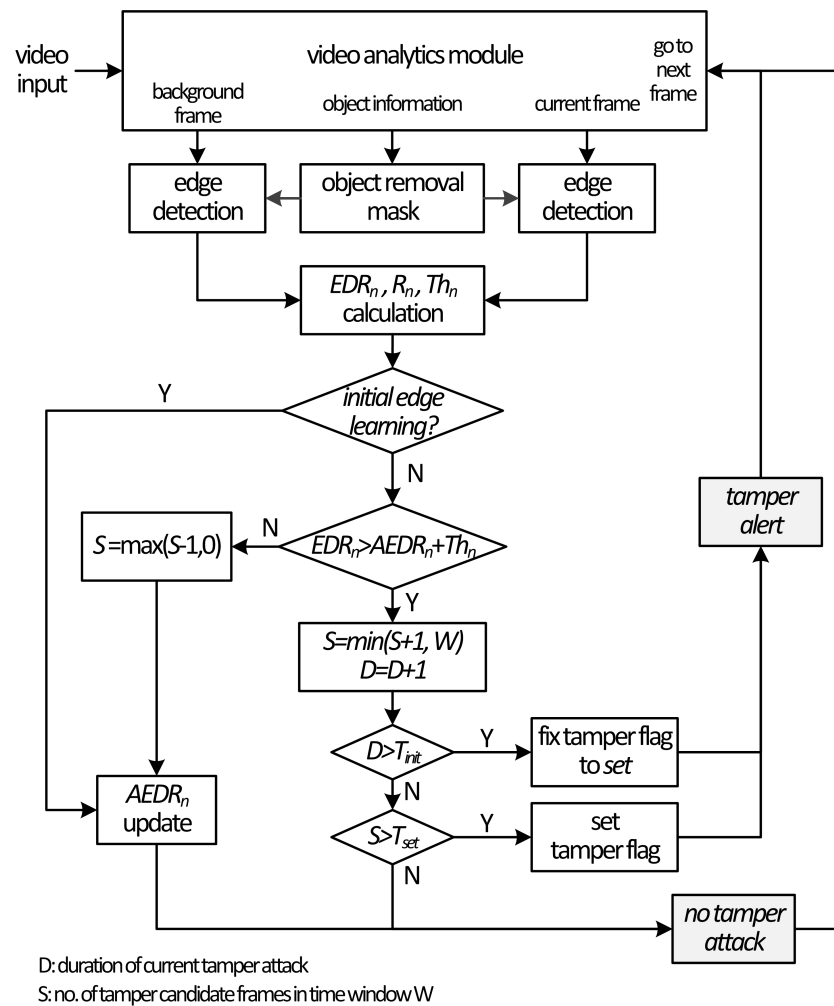 video
input
video analytics module
go to
next
frame
background
frame
object information
current frame
edge
detection
object removal
mask
edge
detection
EDRn , Rn, Thn
calculation
Y
initial edge
learning?
N
S=max(S-1,0)
N
EDRn>AEDRn+Thn
tamper
alert
Y
S=min(S+1, W)
D=D+1
D>Tinit
Y
fix tamper flag
to set
N
AEDRn
update
S>Tset
Y
set
tamper flag
N
no tamper
attack
D: duration of current tamper attack
S: no. of tamper candidate frames in time window W